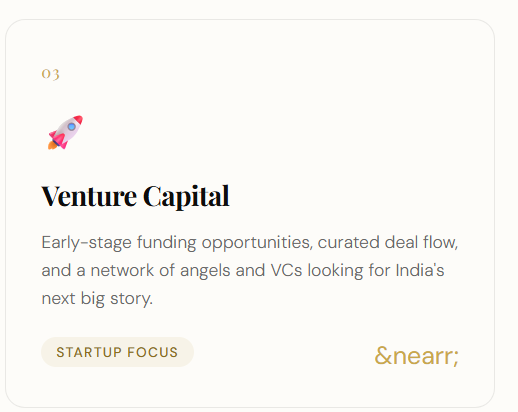 03
Venture Capital
Early-stage funding opportunities, curated deal flow,
and a network of angels and VCs looking for India's
next big story.
STARTUP FOCUS
&nearr;